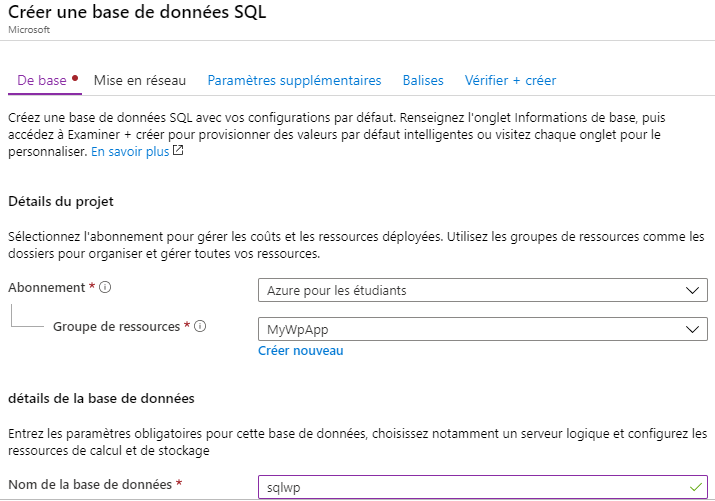 Créer une base de données SQL
Microsoft
De base Mise en réseau Paramètres supplémentaires Balises Vérifier + créer
Créez une base de données SQL avec vos configurations par défaut. Renseignez l'onglet Informations de base, puis
accédez à Examiner + créer pour provisionner des valeurs par défaut intelligentes ou visitez chaque onglet pour le
personnaliser. En savoir plus
Détails du projet
Sélectionnez l'abonnement pour gérer les coûts et les ressources déployées. Utilisez les groupes de ressources comme les
dossiers pour organiser et gérer toutes vos ressources.
Abonnement * Azure pour les étudiants
Groupe de ressources * MyWpApp
Créer nouveau
détails de la base de données
Entrez les paramètres obligatoires pour cette base de données, choisissez notamment un serveur logique et configurez les
ressources de calcul et de stockage
Nom de la base de données * sqlwp